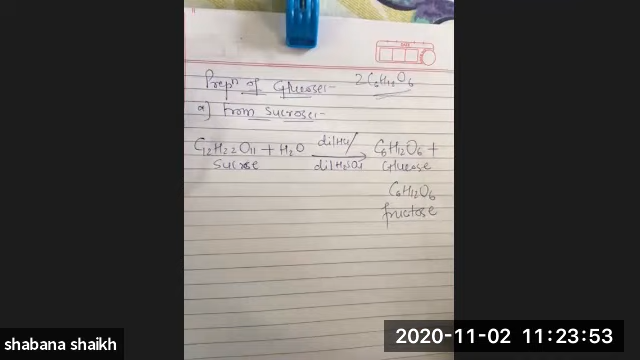 Prepⁿ of Glucose:- 2C₆H₁₂O₆
a] From Sucrose:-
C₁₂H₂₂O₁₁ + H₂O dil HCl/ dil H₂SO₄ → C₆H₁₂O₆ +
Sucrose Glucose
C₆H₁₂O₆
fructose
shabana shaikh
2020-11-02 11:23:53